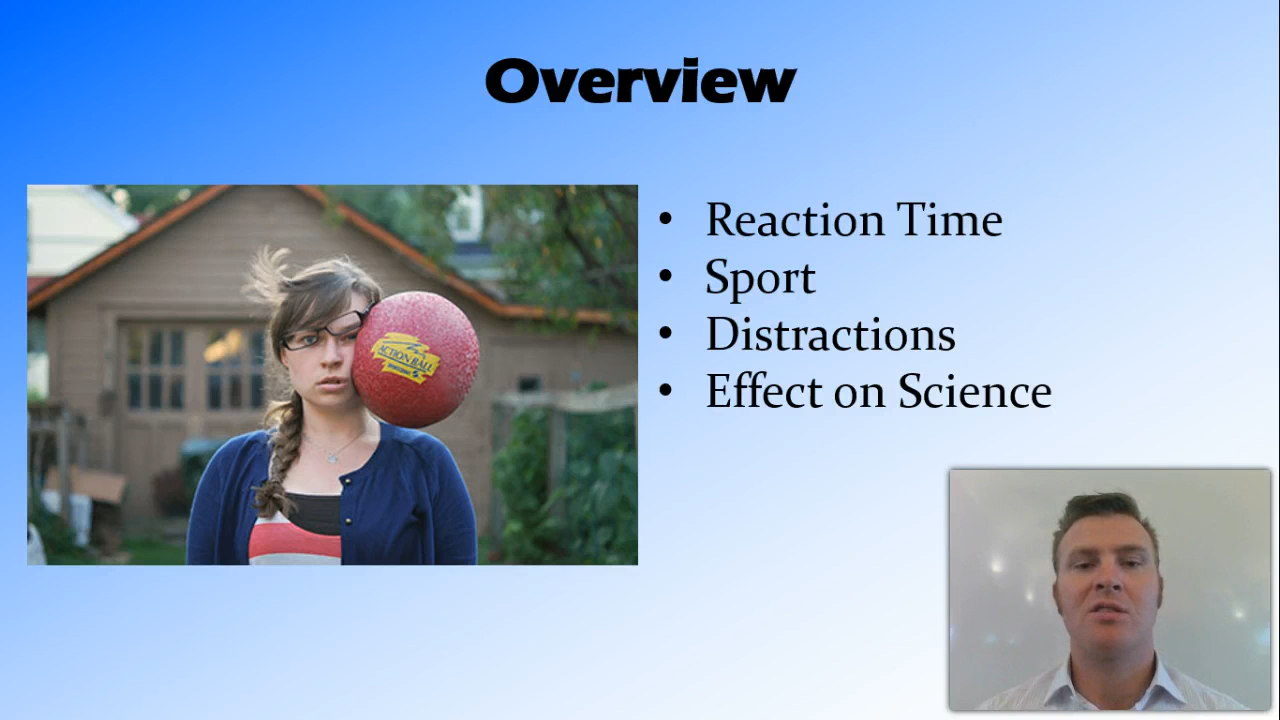 Overview
• Reaction Time
• Sport
• Distractions
• Effect on Science
ACTION BALL